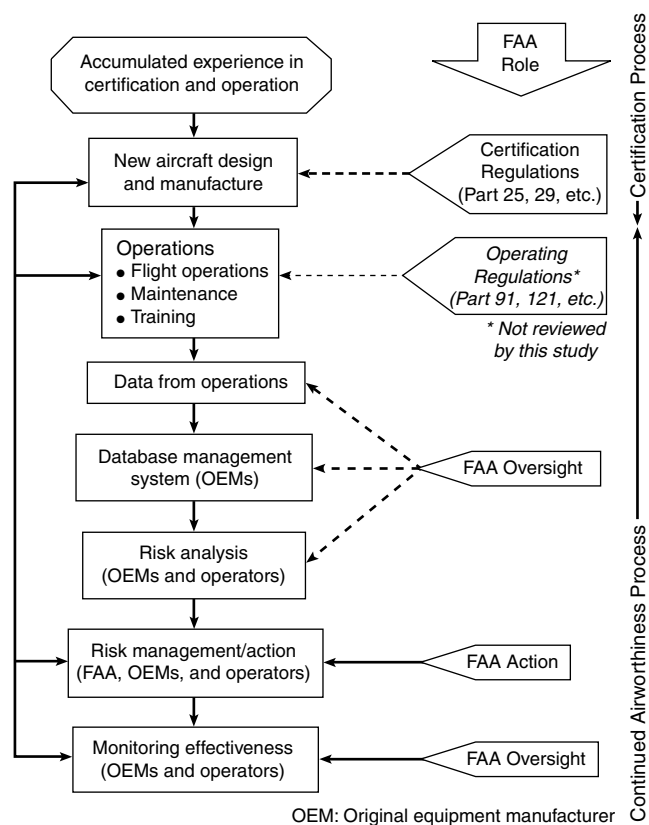 Accumulated experience in
certification and operation
FAA
Role
New aircraft design
and manufacture
Certification
Regulations
(Part 25, 29, etc.)
Certification Process
Operations
● Flight operations
● Maintenance
● Training
Operating
Regulations*
(Part 91, 121, etc.)
* Not reviewed
by this study
Data from operations
Database management
system (OEMs)
FAA Oversight
Risk analysis
(OEMs and operators)
Risk management/action
(FAA, OEMs, and operators)
FAA Action
Monitoring effectiveness
(OEMs and operators)
FAA Oversight
Continued Airworthiness Process
OEM: Original equipment manufacturer